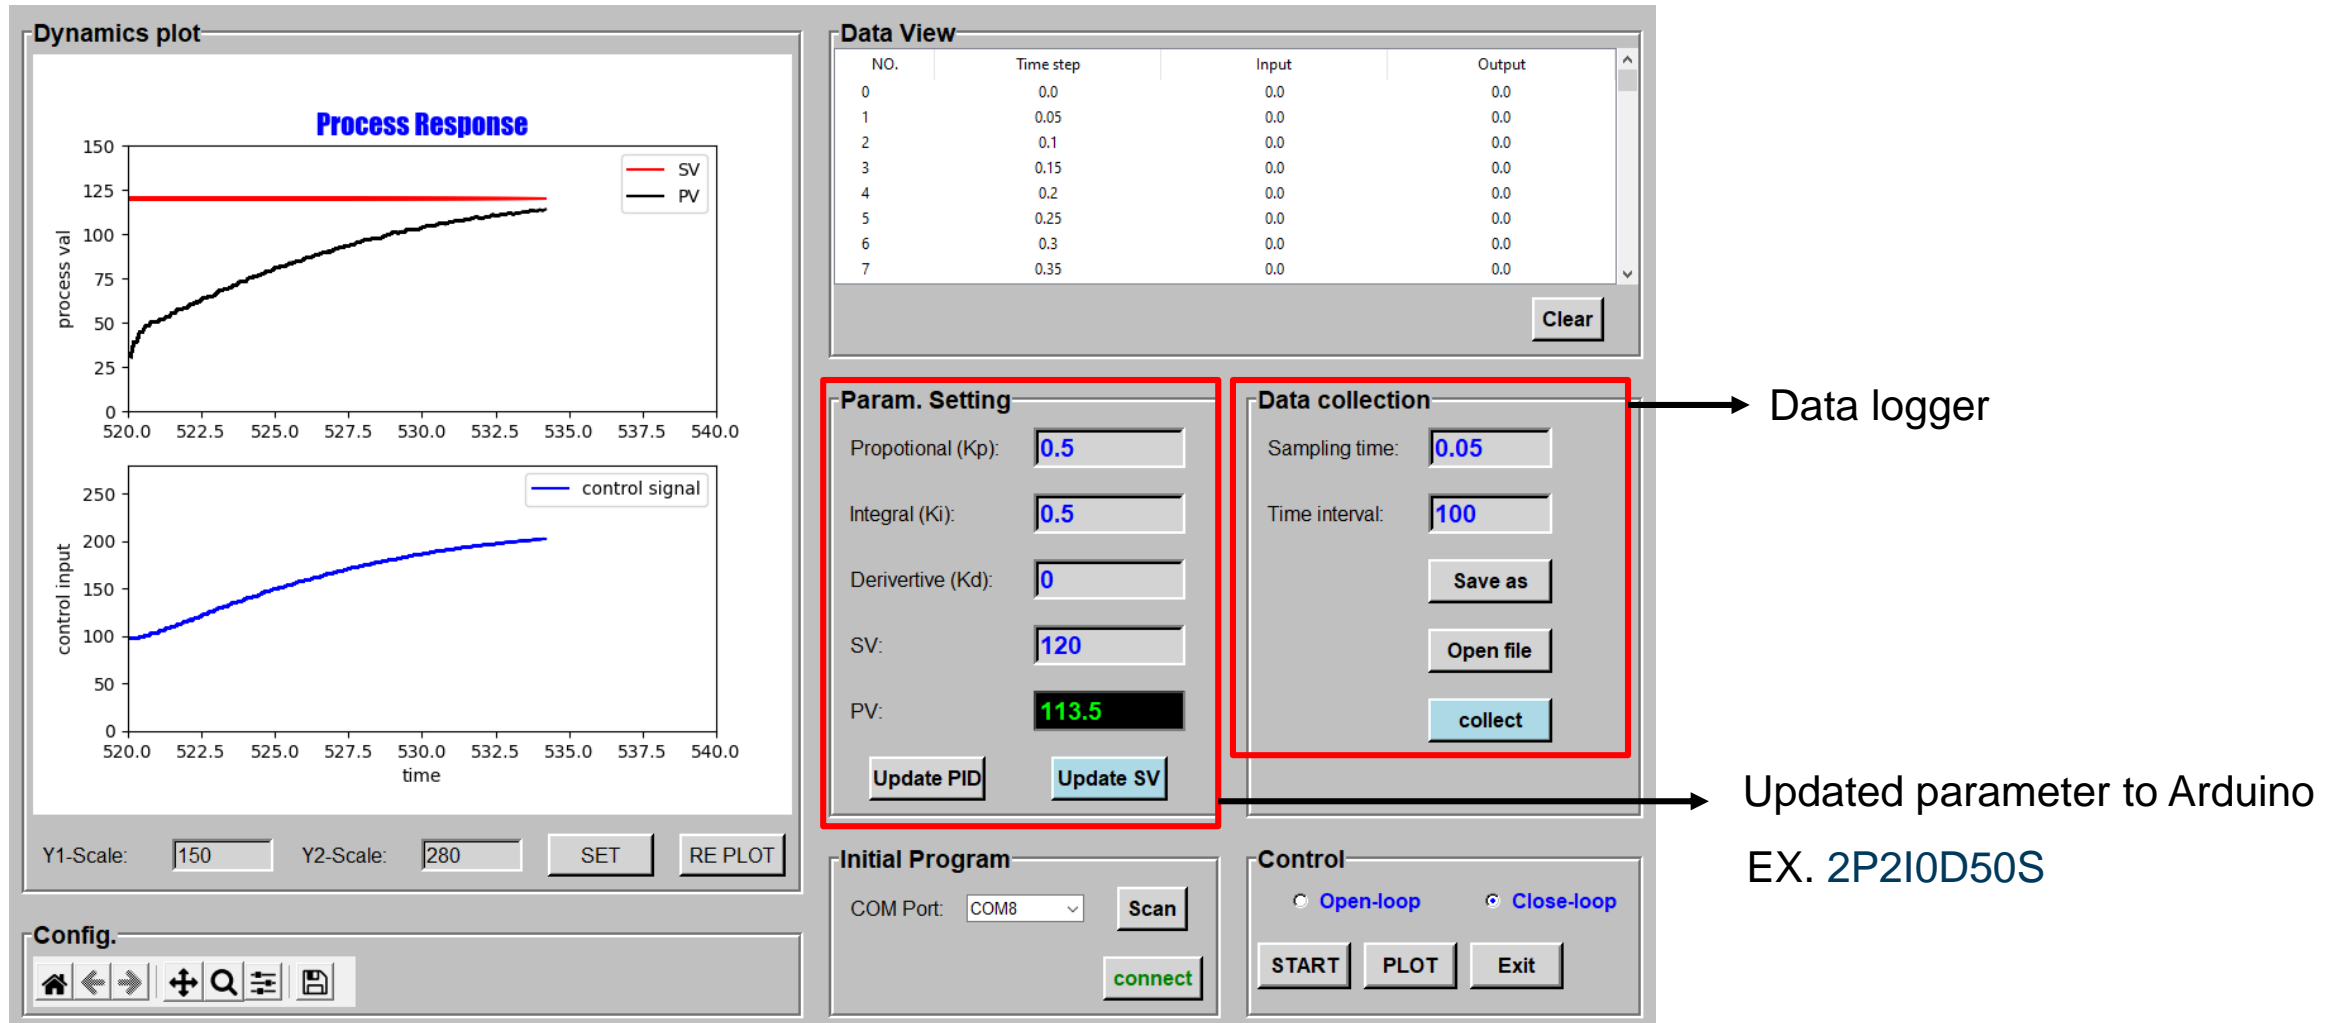 Dynamics plot
Process Response
150
125
100
75
50
25
0
process val
SV
PV
520.0 522.5 525.0 527.5 530.0 532.5 535.0 537.5 540.0
250
200
150
100
50
0
control input
control signal
520.0 522.5 525.0 527.5 530.0 532.5 535.0 537.5 540.0
time
Y1-Scale: 150 Y2-Scale: 280 SET RE PLOT
Config.
Data View
NO. Time step Input Output
0 0.0 0.0 0.0
1 0.05 0.0 0.0
2 0.1 0.0 0.0
3 0.15 0.0 0.0
4 0.2 0.0 0.0
5 0.25 0.0 0.0
6 0.3 0.0 0.0
7 0.35 0.0 0.0
Clear
Param. Setting
Propotional (Kp): 0.5
Integral (Ki): 0.5
Derivertive (Kd): 0
SV: 120
PV: 113.5
Update PID Update SV
Data collection
Sampling time: 0.05
Time interval: 100
Save as
Open file
collect
Initial Program
COM Port: COM8 Scan
connect
Control
Open-loop Close-loop
START PLOT Exit
Data logger
Updated parameter to Arduino
EX. 2P2I0D50S